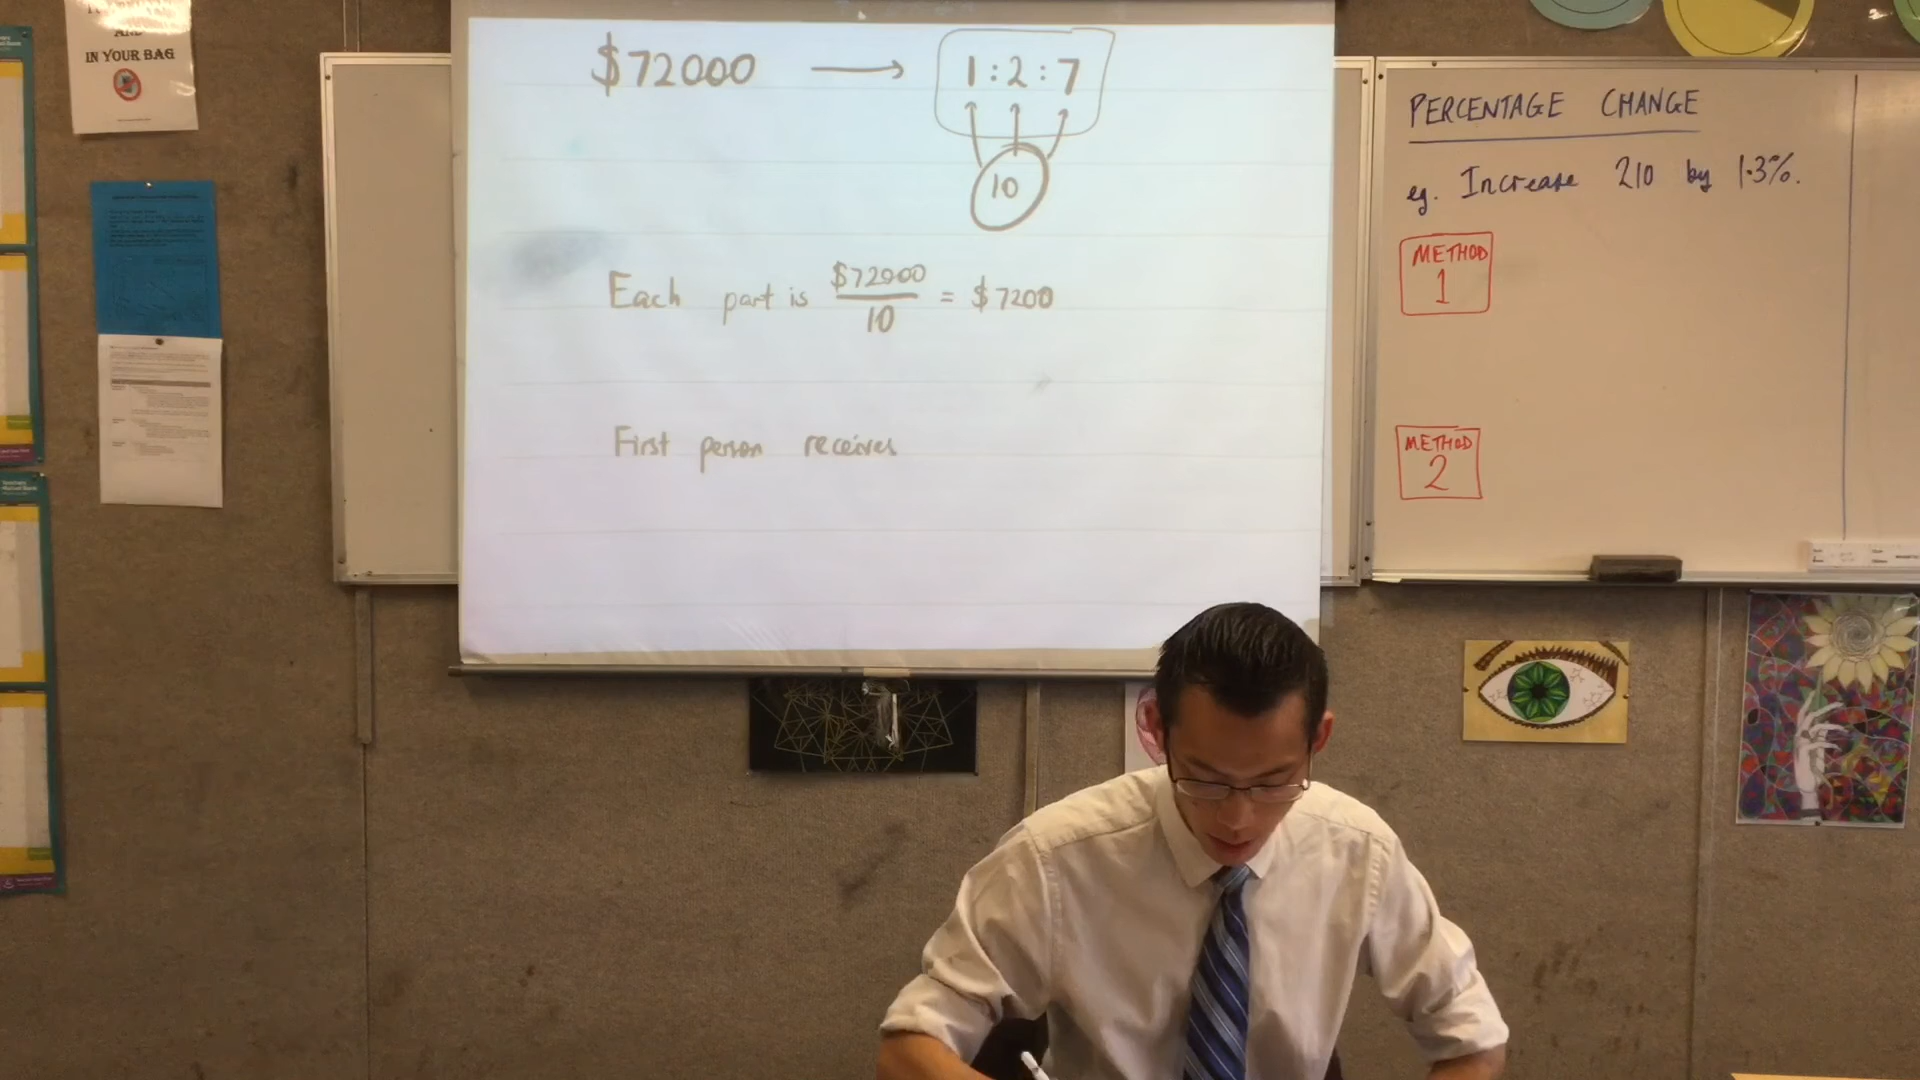 AND
IN YOUR BAG
$72000 → 1:2:7
10
Each part is $72000/10 = $7200
First person receives
PERCENTAGE CHANGE
eg. Increase 210 by 1.3%.
METHOD
1
METHOD
2